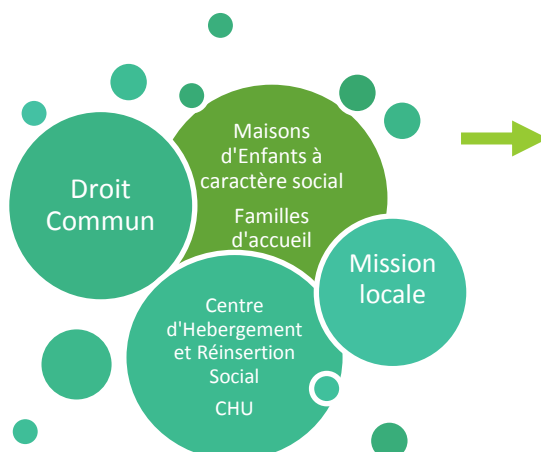 Maisons
d'Enfants à
caractère social
Familles
d'accueil
Droit
Commun
Mission
locale
Centre
d'Hebergement
et Réinsertion
Social
CHU